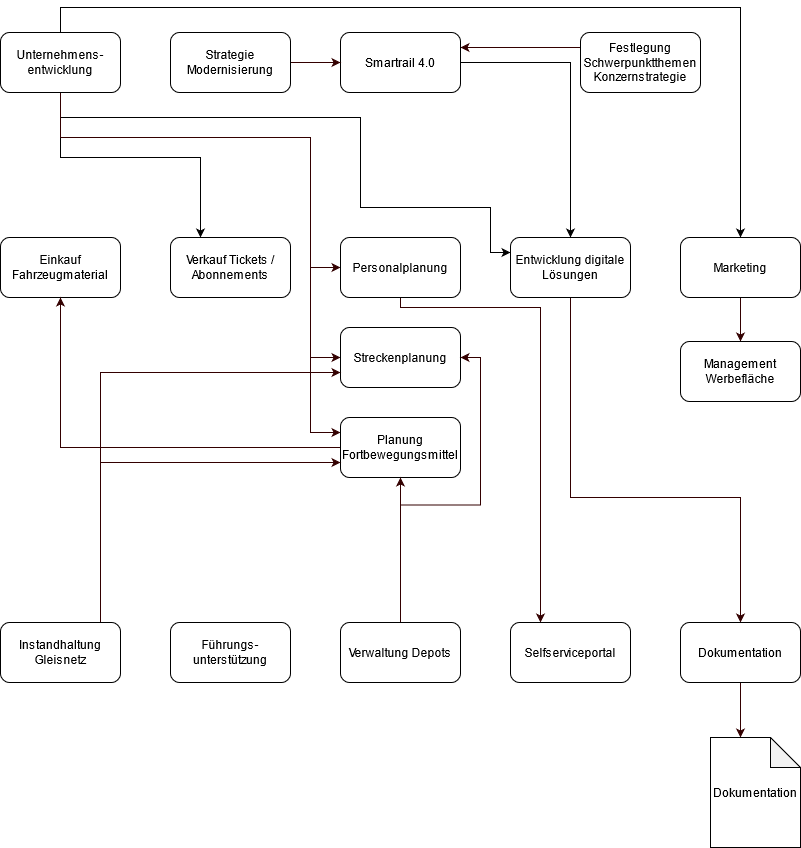 Unternehmens-
entwicklung
Strategie
Modernisierung
Smartrail 4.0
Festlegung
Schwerpunktthemen
Konzernstrategie
Einkauf
Fahrzeugmaterial
Verkauf Tickets /
Abonnements
Personalplanung
Entwicklung digitale
Lösungen
Marketing
Streckenplanung
Management
Werbefläche
Planung
Fortbewegungsmittel
Instandhaltung
Gleisnetz
Führungs-
unterstützung
Verwaltung Depots
Selfserviceportal
Dokumentation
Dokumentation